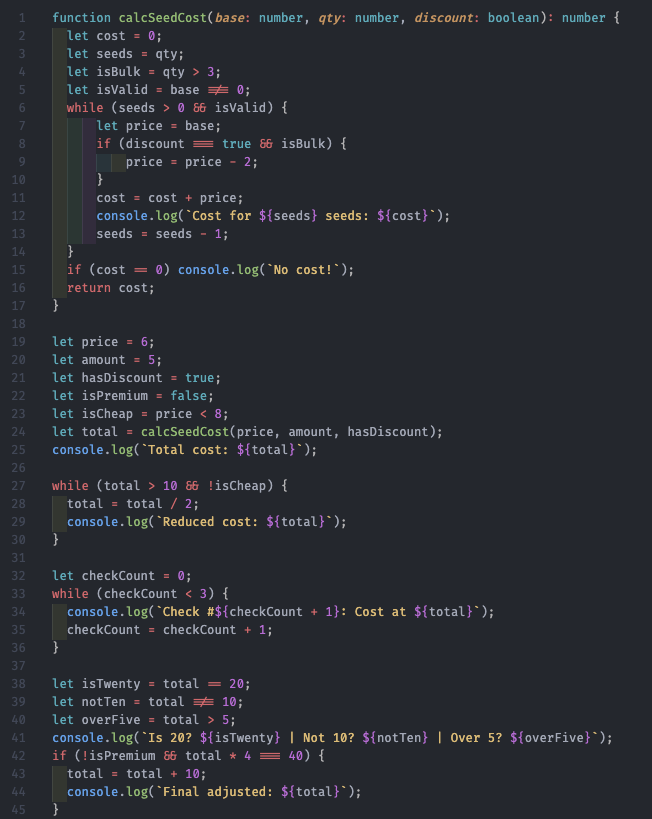 1 function calcSeedCost(base: number, qty: number, discount: boolean): number {
2 let cost = 0;
3 let seeds = qty;
4 let isBulk = qty > 3;
5 let isValid = base !== 0;
6 while (seeds > 0 && isValid) {
7 let price = base;
8 if (discount === true && isBulk) {
9 price = price - 2;
10 }
11 cost = cost + price;
12 console.log(`Cost for ${seeds} seeds: ${cost}`);
13 seeds = seeds - 1;
14 }
15 if (cost == 0) console.log(`No cost!`);
16 return cost;
17 }
18
19 let price = 6;
20 let amount = 5;
21 let hasDiscount = true;
22 let isPremium = false;
23 let isCheap = price < 8;
24 let total = calcSeedCost(price, amount, hasDiscount);
25 console.log(`Total cost: ${total}`);
26
27 while (total > 10 && !isCheap) {
28 total = total / 2;
29 console.log(`Reduced cost: ${total}`);
30 }
31
32 let checkCount = 0;
33 while (checkCount < 3) {
34 console.log(`Check #${checkCount + 1}: Cost at ${total}`);
35 checkCount = checkCount + 1;
36 }
37
38 let isTwenty = total == 20;
39 let notTen = total !== 10;
40 let overFive = total > 5;
41 console.log(`Is 20? ${isTwenty} | Not 10? ${notTen} | Over 5? ${overFive}`);
42 if (!isPremium && total * 4 === 40) {
43 total = total + 10;
44 console.log(`Final adjusted: ${total}`);
45 }